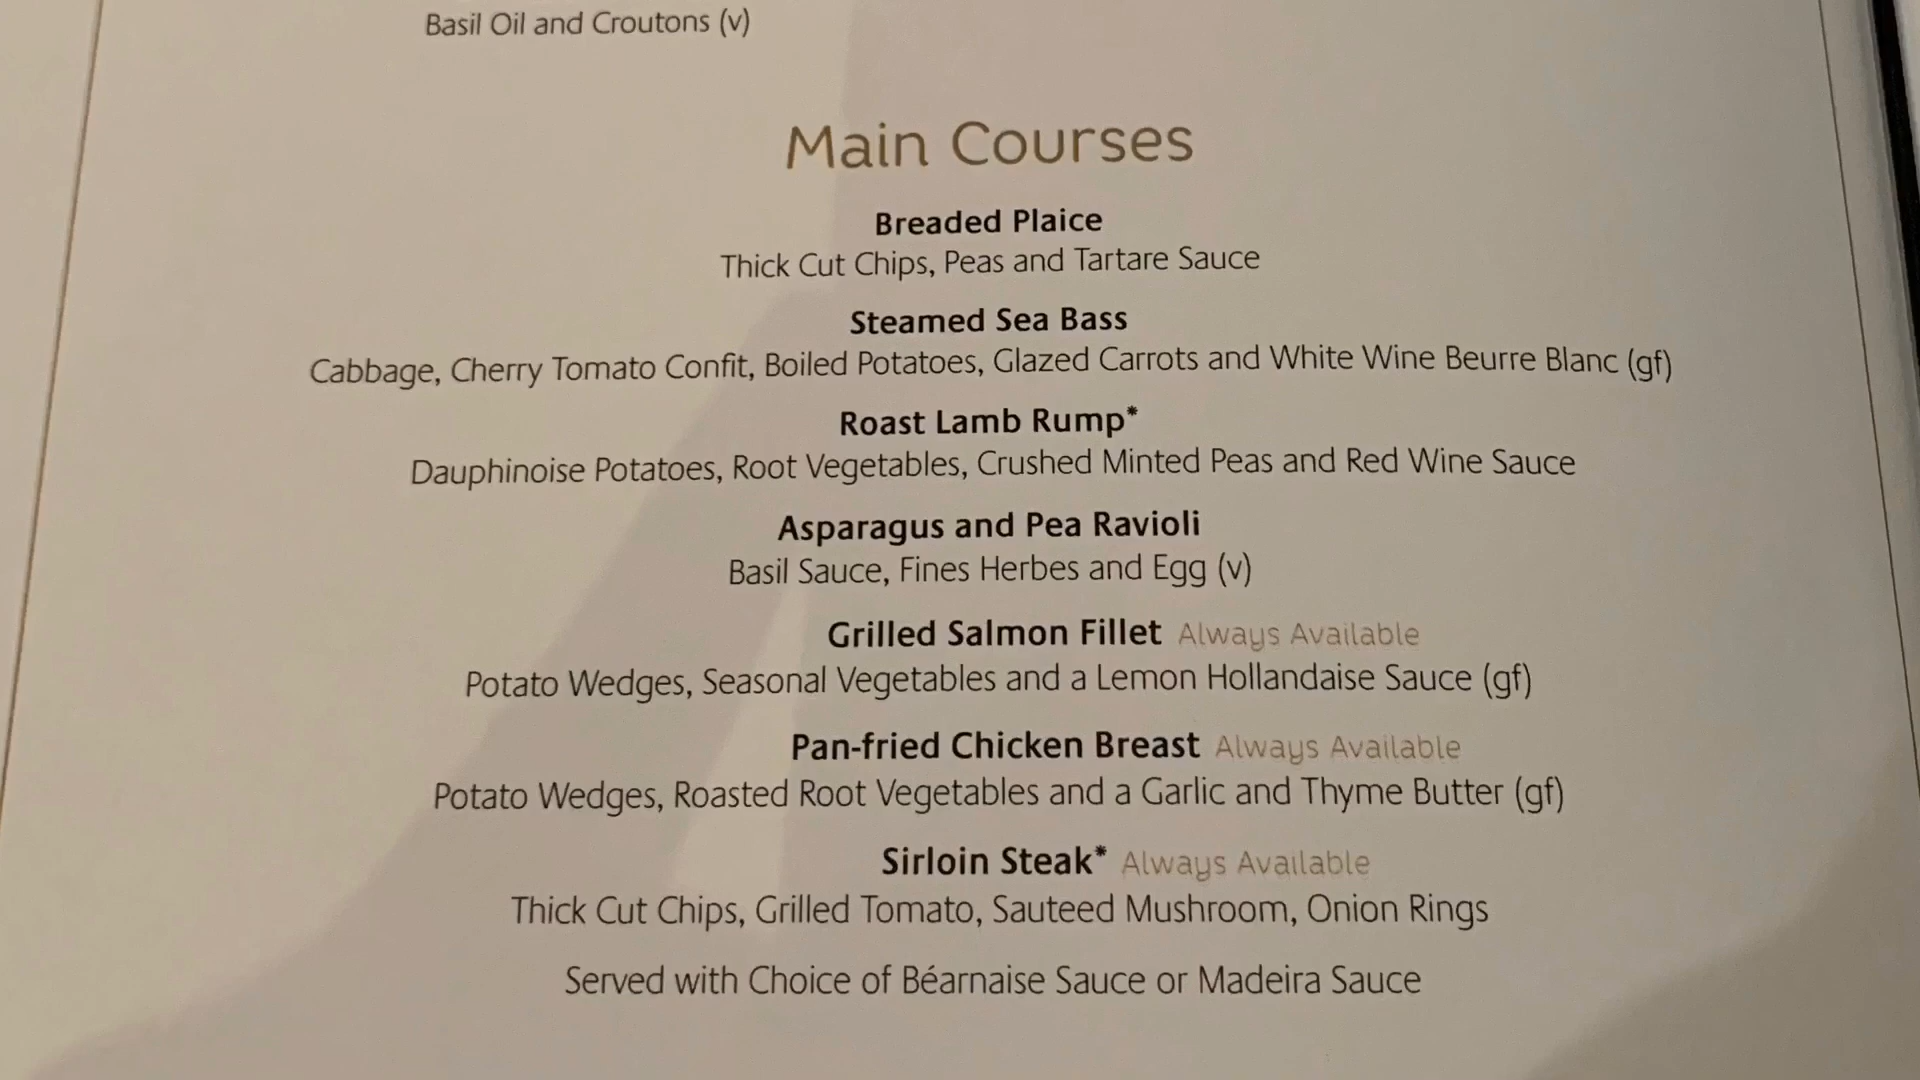 Basil Oil and Croutons (v)
Main Courses
Breaded Plaice
Thick Cut Chips, Peas and Tartare Sauce
Steamed Sea Bass
Cabbage, Cherry Tomato Confit, Boiled Potatoes, Glazed Carrots and White Wine Beurre Blanc (gf)
Roast Lamb Rump*
Dauphinoise Potatoes, Root Vegetables, Crushed Minted Peas and Red Wine Sauce
Asparagus and Pea Ravioli
Basil Sauce, Fines Herbes and Egg (v)
Grilled Salmon Fillet Always Available
Potato Wedges, Seasonal Vegetables and a Lemon Hollandaise Sauce (gf)
Pan-fried Chicken Breast Always Available
Potato Wedges, Roasted Root Vegetables and a Garlic and Thyme Butter (gf)
Sirloin Steak* Always Available
Thick Cut Chips, Grilled Tomato, Sauteed Mushroom, Onion Rings
Served with Choice of Béarnaise Sauce or Madeira Sauce